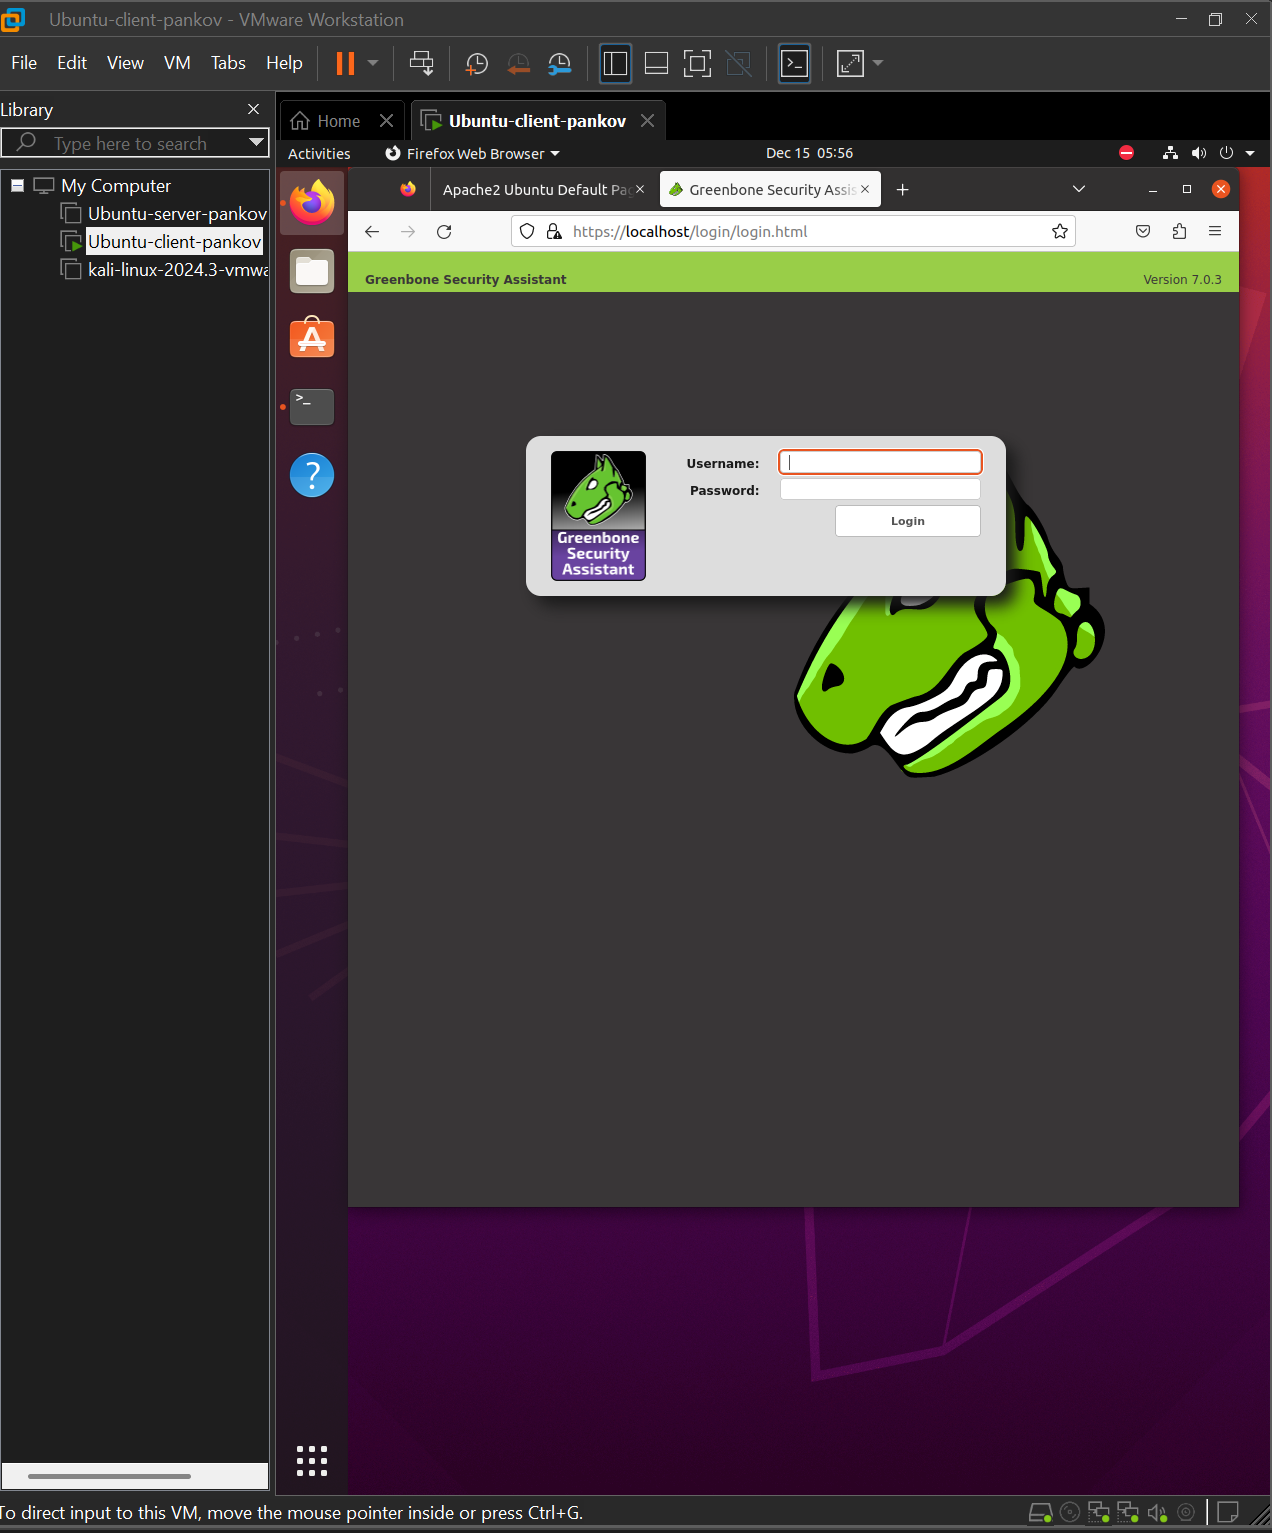 Ubuntu-client-pankov - VMware Workstation
File Edit View VM Tabs Help
Library
Type here to search
My Computer
Ubuntu-server-pankov
Ubuntu-client-pankov
kali-linux-2024.3-vmwa
Home
Ubuntu-client-pankov
Activities
Firefox Web Browser
Dec 15 05:56
Apache2 Ubuntu Default Pag
Greenbone Security Assis
https://localhost/login/login.html
Greenbone Security Assistant
Version 7.0.3
Greenbone
Security
Assistant
Username:
Password:
Login
To direct input to this VM, move the mouse pointer inside or press Ctrl+G.